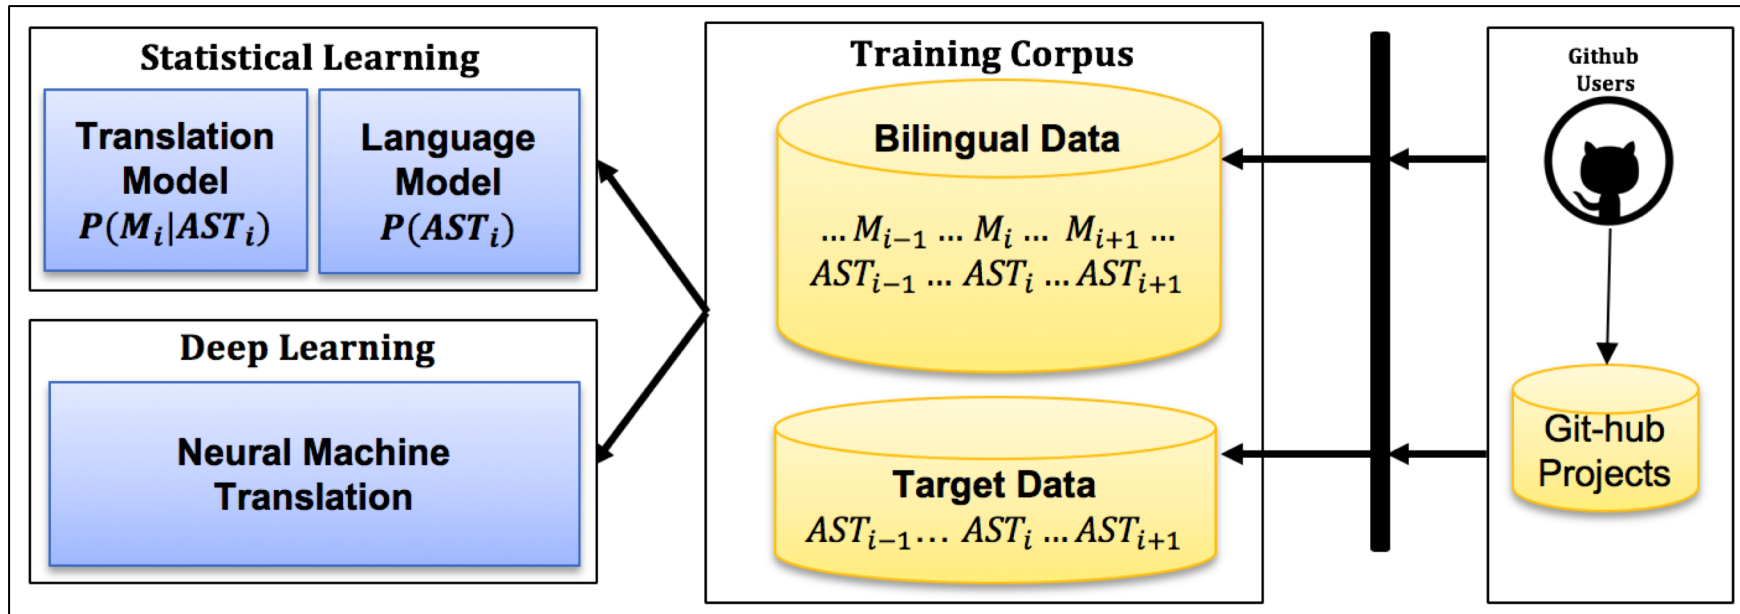 Statistical Learning
Translation
Model
P(M_i|AST_i)
Language
Model
P(AST_i)
Deep Learning
Neural Machine
Translation
Training Corpus
Bilingual Data
... M_{i−1} ... M_i ... M_{i+1} ...
AST_{i−1} ... AST_i ... AST_{i+1}
Target Data
AST_{i−1}... AST_i ... AST_{i+1}
Github
Users
Git-hub
Projects